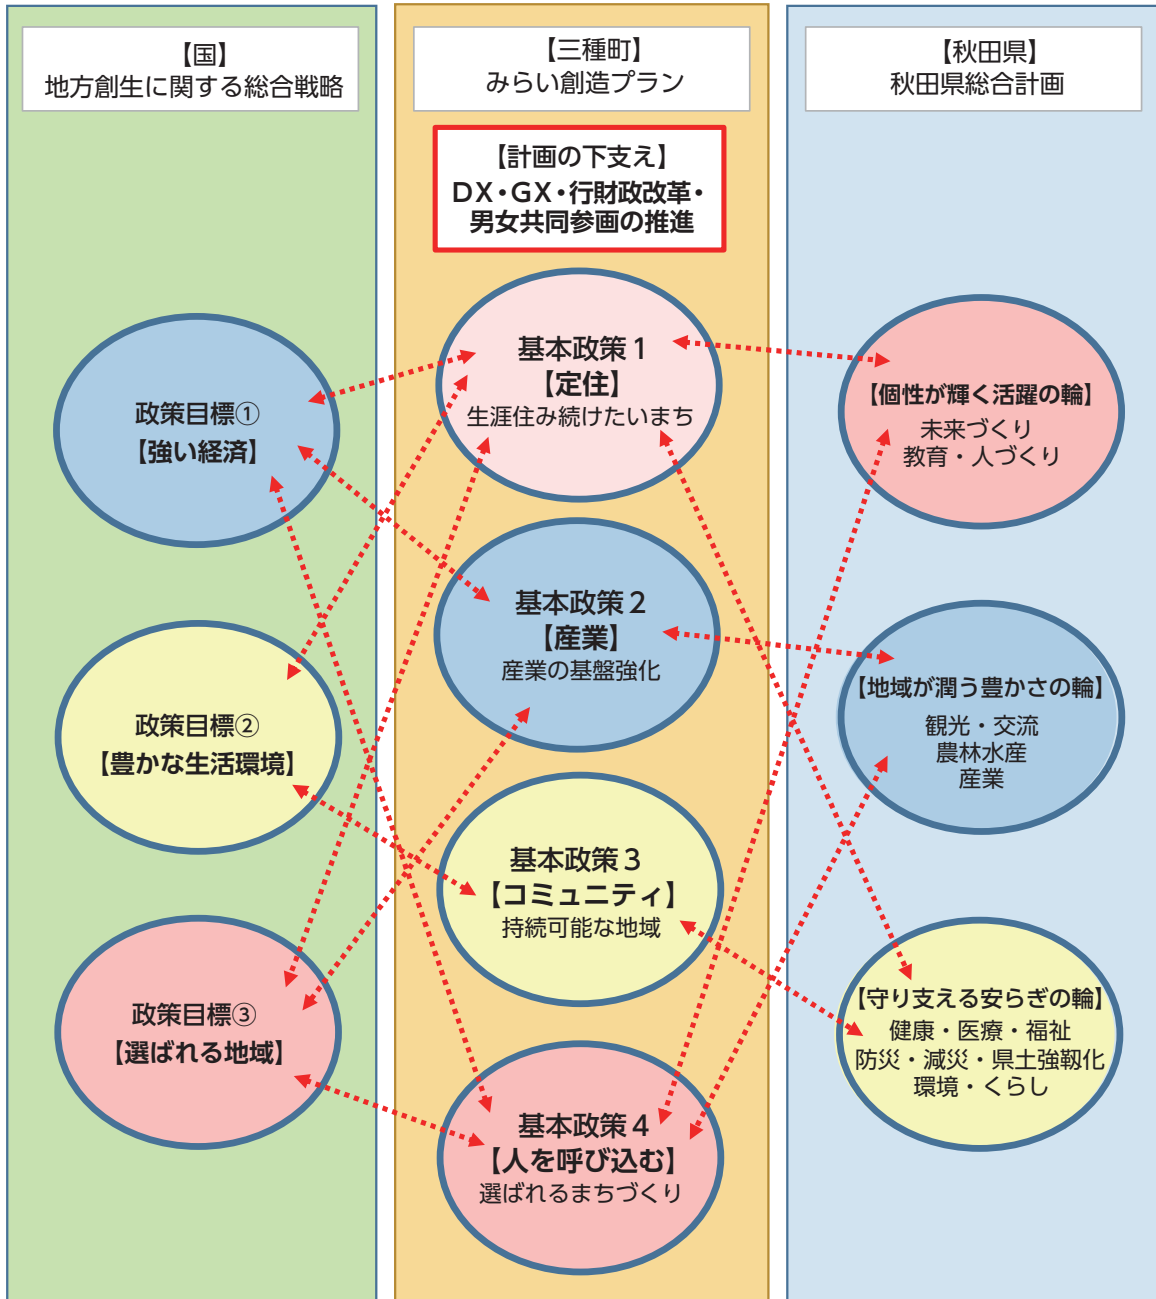 【国】
地方創生に関する総合戦略
政策目標①
【強い経済】
政策目標②
【豊かな生活環境】
政策目標③
【選ばれる地域】
【三種町】
みらい創造プラン
【計画の下支え】
DX・GX・行財政改革・
男女共同参画の推進
基本政策１
【定住】
生涯住み続けたいまち
基本政策２
【産業】
産業の基盤強化
基本政策３
【コミュニティ】
持続可能な地域
基本政策４
【人を呼び込む】
選ばれるまちづくり
【秋田県】
秋田県総合計画
【個性が輝く活躍の輪】
未来づくり
教育・人づくり
【地域が潤う豊かさの輪】
観光・交流
農林水産
産業
【守り支える安らぎの輪】
健康・医療・福祉
防災・減災・県土強靱化
環境・くらし